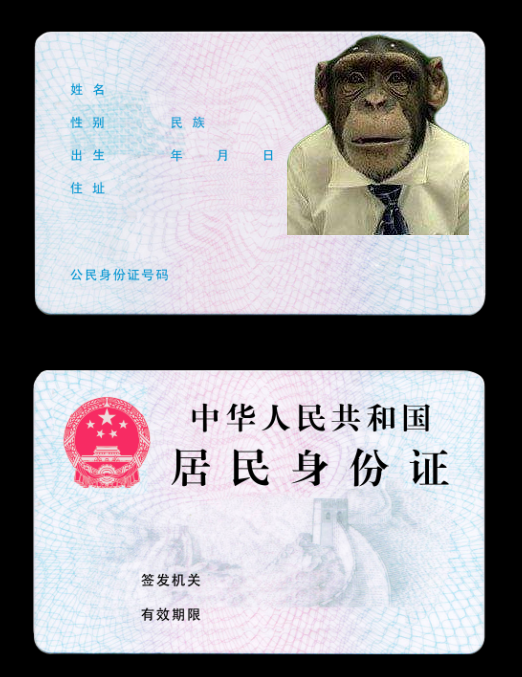 姓 名
性 别 民 族
出 生 年 月 日
住 址
公民身份证号码
中华人民共和国
居民身份证
签发机关
有效期限